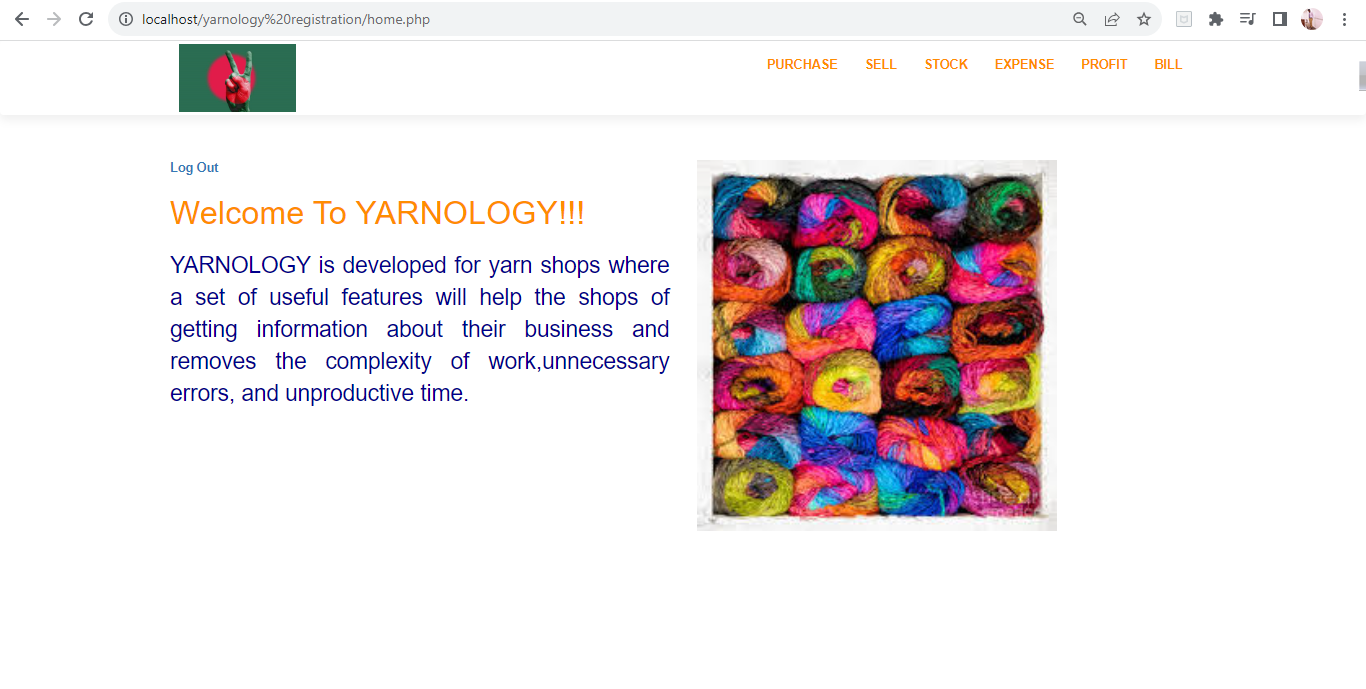 localhost/yarnology%20registration/home.php
PURCHASE SELL STOCK EXPENSE PROFIT BILL
Log Out
Welcome To YARNOLOGY!!!
YARNOLOGY is developed for yarn shops where
a set of useful features will help the shops of
getting information about their business and
removes the complexity of work,unnecessary
errors, and unproductive time.